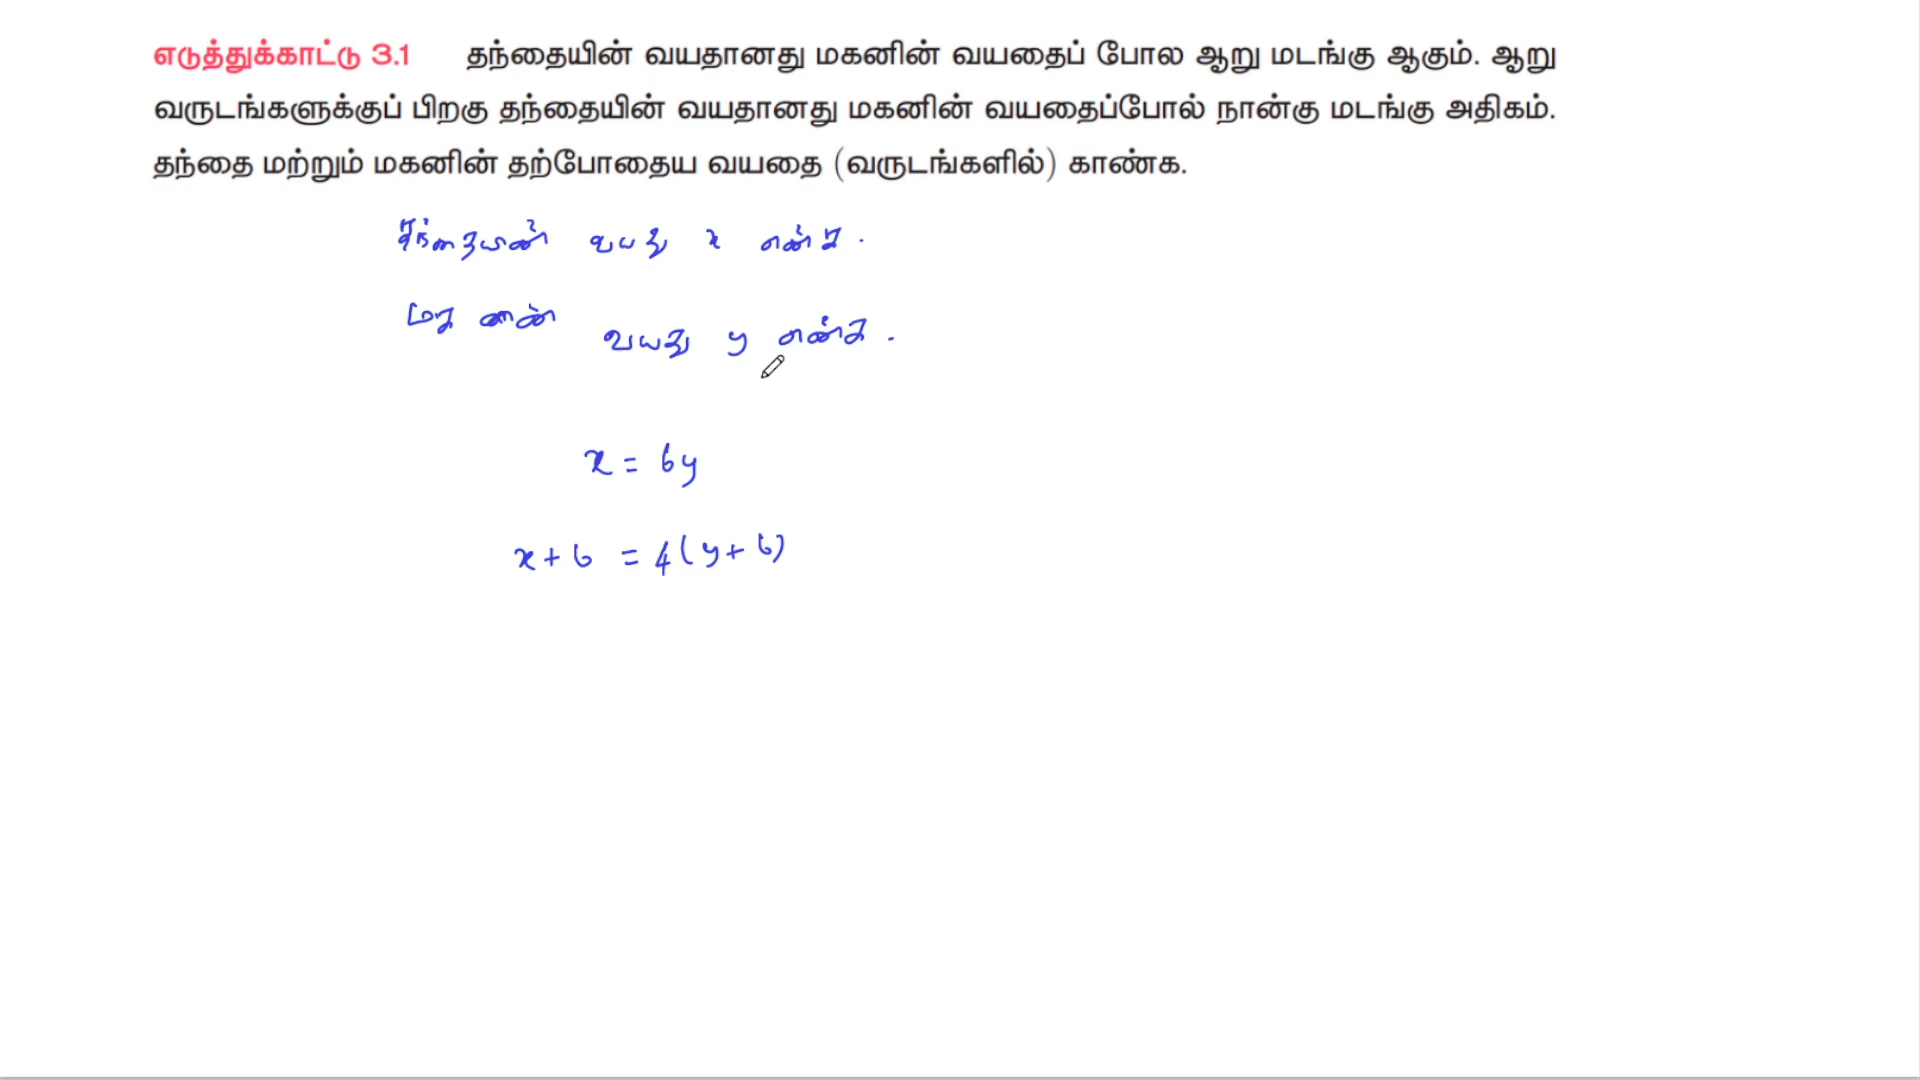 எடுத்துக்காட்டு 3.1 தந்தையின் வயதானது மகனின் வயதைப் போல ஆறு மடங்கு ஆகும். ஆறு
வருடங்களுக்குப் பிறகு தந்தையின் வயதானது மகனின் வயதைப்போல் நான்கு மடங்கு அதிகம்.
தந்தை மற்றும் மகனின் தற்போதைய வயதை (வருடங்களில்) காண்க.
தந்தையின் வயது x என்க.
மகனின் வயது y என்க.
x = 6y
x + 6 = 4(y + 6)